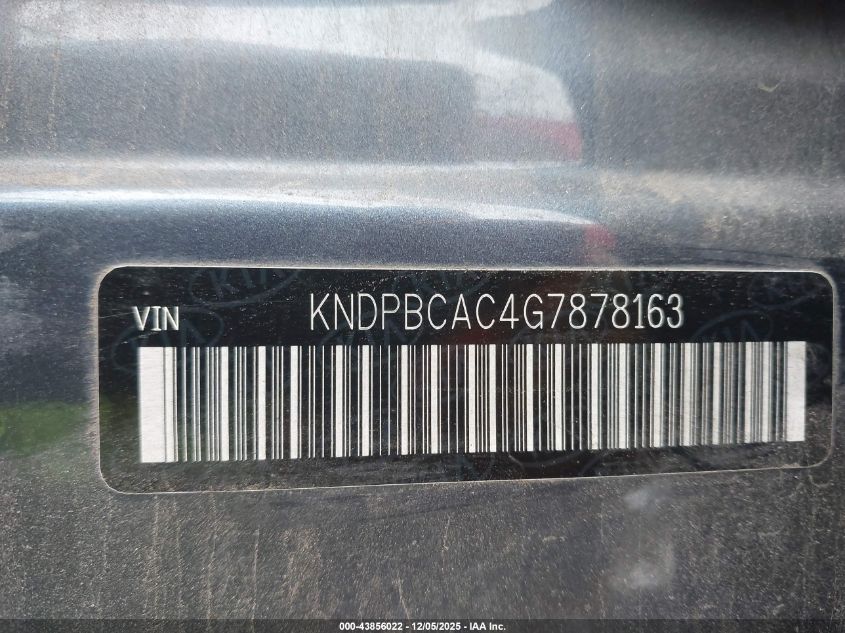 VIN KNDPBCAC4G7878163
000-43856022 - 12/05/2025 - IAA Inc.